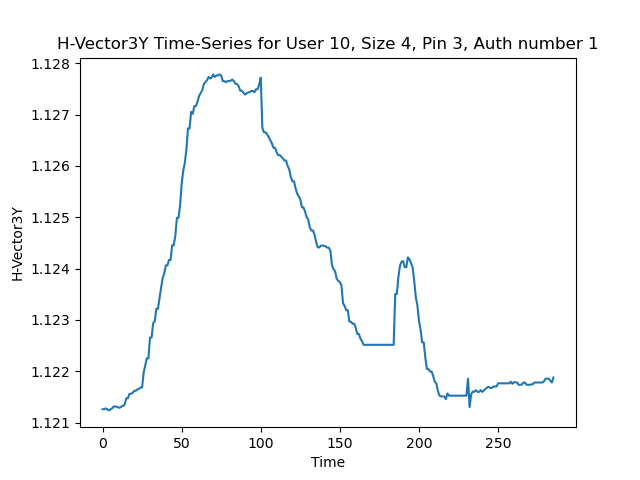 H-Vector3Y Time-Series for User 10, Size 4, Pin 3, Auth number 1
1.128
1.127
1.126
1.125
1.124
1.123
1.122
1.121
H-Vector3Y
0 50 100 150 200 250
Time